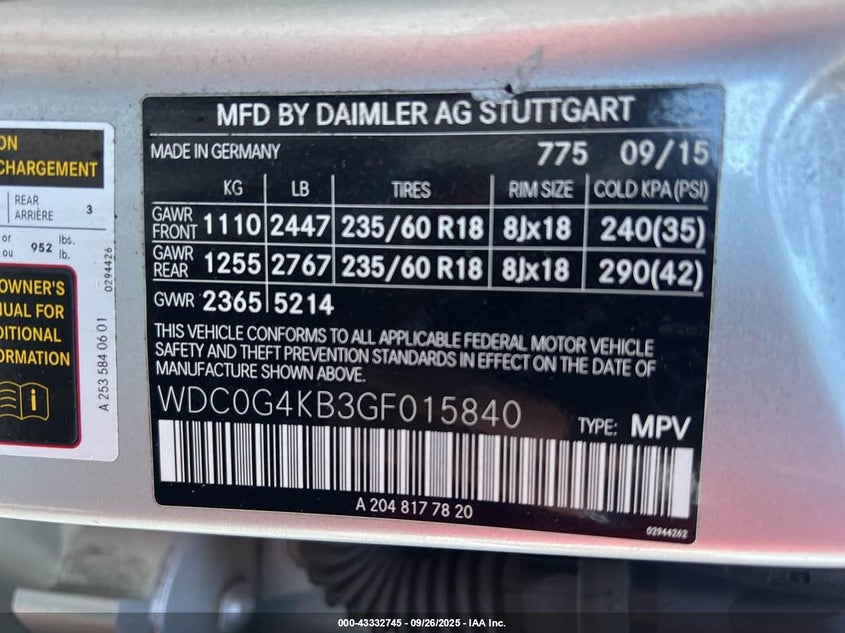 ON
CHARGEMENT
REAR
ARRIÈRE 3
or
ou 952 lbs.
lb.
0294426
OWNER'S
UAL FOR
DITIONAL
FORMATION
A 253 584 06 01
MFD BY DAIMLER AG STUTTGART
MADE IN GERMANY 775 09/15
KG LB TIRES RIM SIZE COLD KPA (PSI)
GAWR FRONT 1110 2447 235/60 R18 8Jx18 240(35)
GAWR REAR 1255 2767 235/60 R18 8Jx18 290(42)
GVWR 2365 5214
THIS VEHICLE CONFORMS TO ALL APPLICABLE FEDERAL MOTOR VEHICLE
SAFETY AND THEFT PREVENTION STANDARDS IN EFFECT ON THE DATE OF
MANUFACTURE SHOWN ABOVE.
WDC0G4KB3GF015840 TYPE: MPV
A 204 817 78 20
02944262
000-43332745 - 09/26/2025 - IAA Inc.